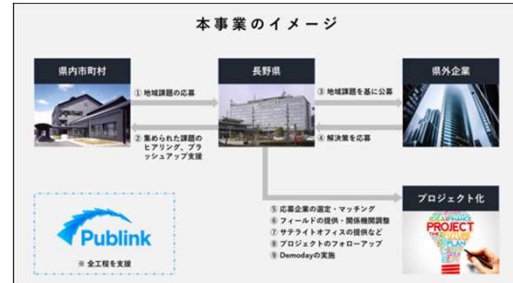 本事業のイメージ
県内市町村
長野県
県外企業
① 地域課題の応募
③ 地域課題を基に公募
② 集められた課題の
ヒアリング、ブラ
ッシュアップ支援
④ 解決策を応募
⑤ 応募企業の選定・マッチング
⑥ フィールドの提供・関係機関調整
⑦ サテライトオフィスの提供など
⑧ プロジェクトのフォローアップ
⑨ Demodayの実施
プロジェクト化
IDEA FINANCE
PROJECT
PLAN
Publink
※ 全工程を支援